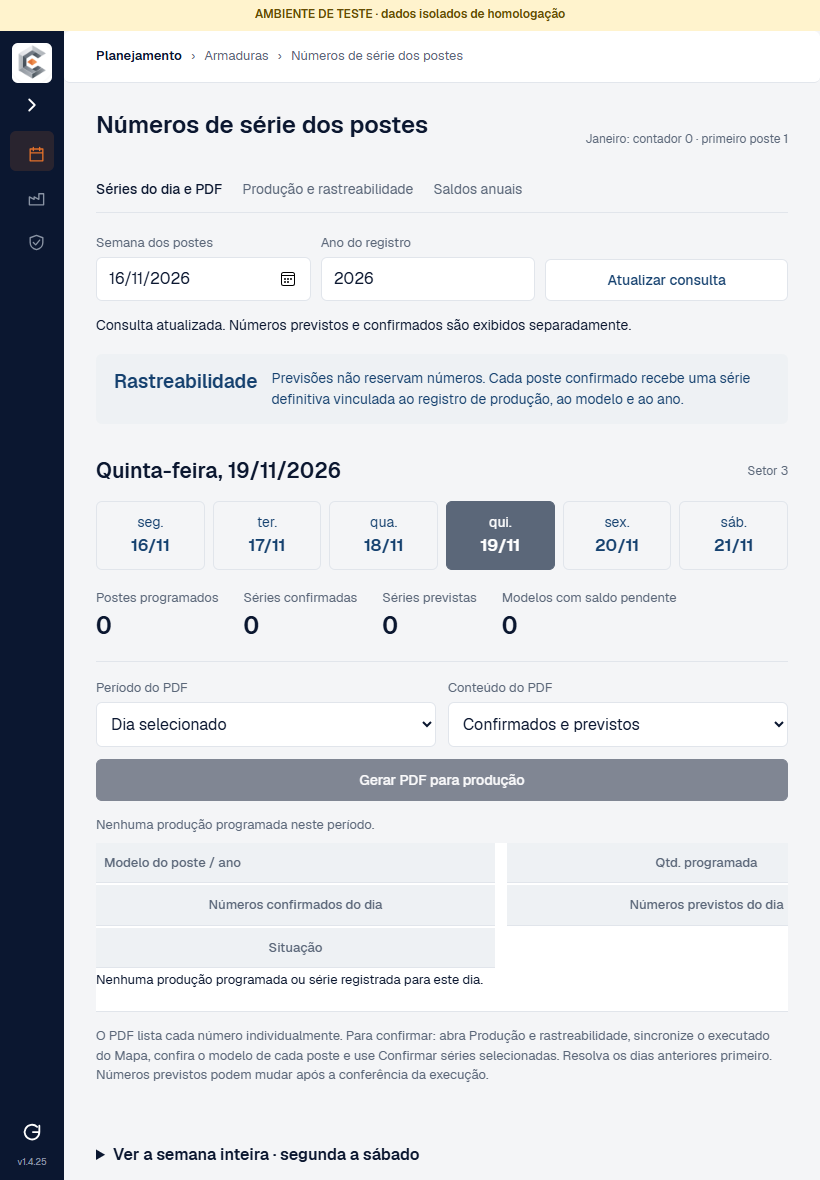 AMBIENTE DE TESTE · dados isolados de homologação
Planejamento › Armaduras › Números de série dos postes
Números de série dos postes
Janeiro: contador 0 · primeiro poste 1
Séries do dia e PDF Produção e rastreabilidade Saldos anuais
Semana dos postes Ano do registro
16/11/2026 2026 Atualizar consulta
Consulta atualizada. Números previstos e confirmados são exibidos separadamente.
Rastreabilidade
Previsões não reservam números. Cada poste confirmado recebe uma série
definitiva vinculada ao registro de produção, ao modelo e ao ano.
Quinta-feira, 19/11/2026 Setor 3
seg. ter. qua. qui. sex. sáb.
16/11 17/11 18/11 19/11 20/11 21/11
Postes programados Séries confirmadas Séries previstas Modelos com saldo pendente
0 0 0 0
Período do PDF Conteúdo do PDF
Dia selecionado Confirmados e previstos
Gerar PDF para produção
Nenhuma produção programada neste período.
Modelo do poste / ano Qtd. programada
Números confirmados do dia Números previstos do dia
Situação
Nenhuma produção programada ou série registrada para este dia.
O PDF lista cada número individualmente. Para confirmar: abra Produção e rastreabilidade, sincronize o executado
do Mapa, confira o modelo de cada poste e use Confirmar séries selecionadas. Resolva os dias anteriores primeiro.
Números previstos podem mudar após a conferência da execução.
Ver a semana inteira · segunda a sábado
v1.4.25